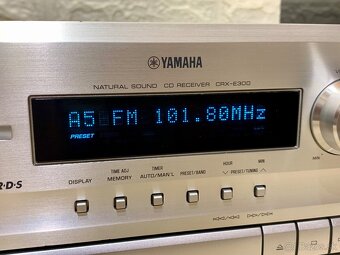 YAMAHA
NATURAL SOUND CD RECEIVER CRX-E300
A5 FM 101.80MHz
PRESET
R·D·S
TIME ADJ TIMER HOUR MIN
DISPLAY MEMORY AUTO/MAN'L PRESET/BAND PRESET/TUNING